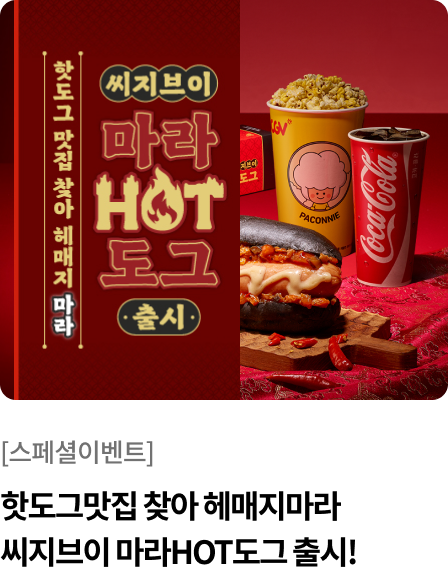 핫도그 맛집 찾아 헤매지
마라
씨지브이
마라
HOT
도그
·출시·
CGV
PACONNIE
Coca-Cola
도그
[스페셜이벤트]
핫도그맛집 찾아 헤매지마라
씨지브이 마라HOT도그 출시!